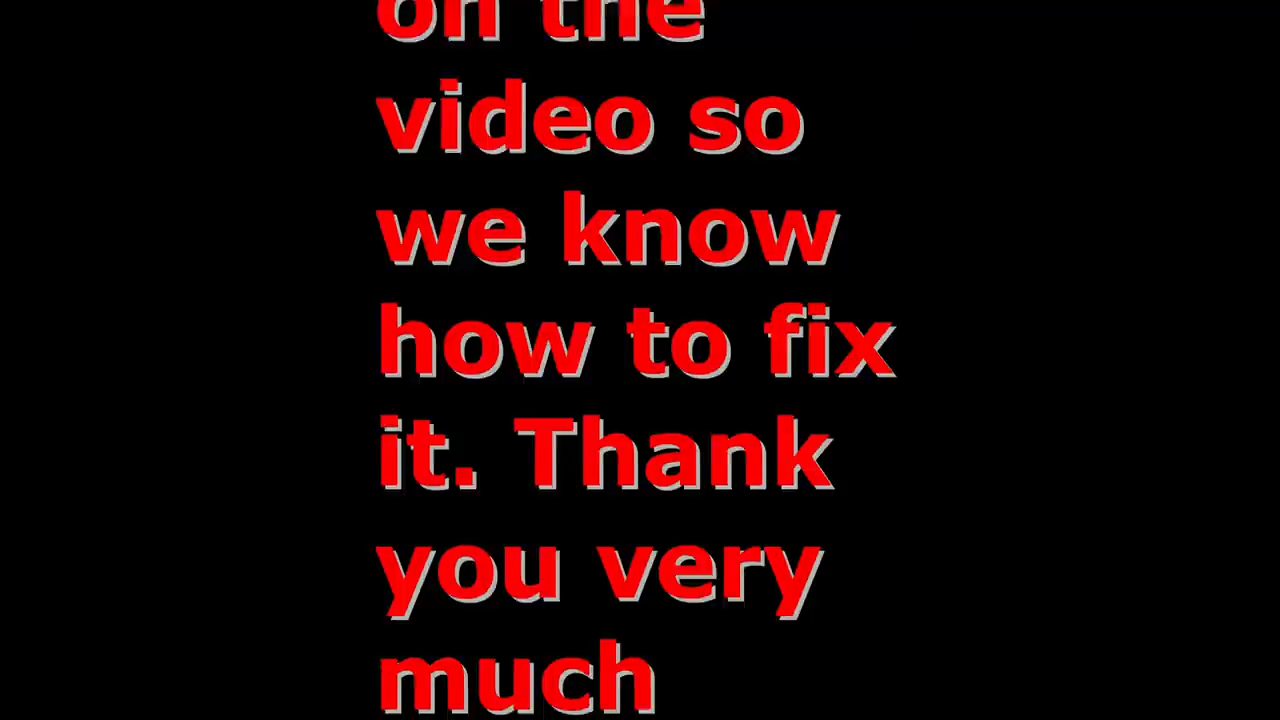 on the
video so
we know
how to fix
it. Thank
you very
much